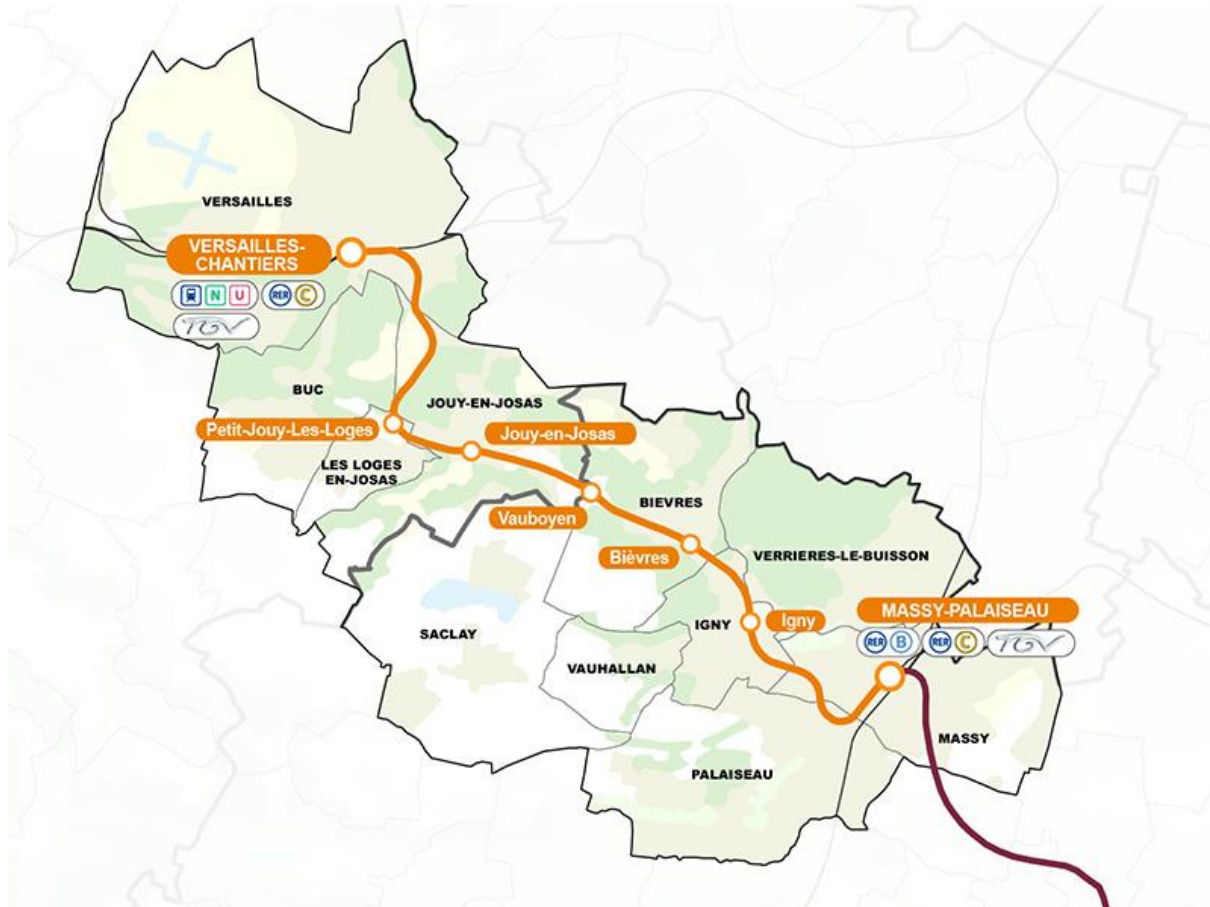 VERSAILLES
VERSAILLES-
CHANTIERS
N U RER C
TGV
BUC
JOUY-EN-JOSAS
Petit-Jouy-Les-Loges
Jouy-en-Josas
LES LOGES
EN-JOSAS
Vauboyen
BIEVRES
Bièvres
VERRIERES-LE-BUISSON
MASSY-PALAISEAU
RER B RER C TGV
Igny
IGNY
SACLAY
VAUHALLAN
MASSY
PALAISEAU